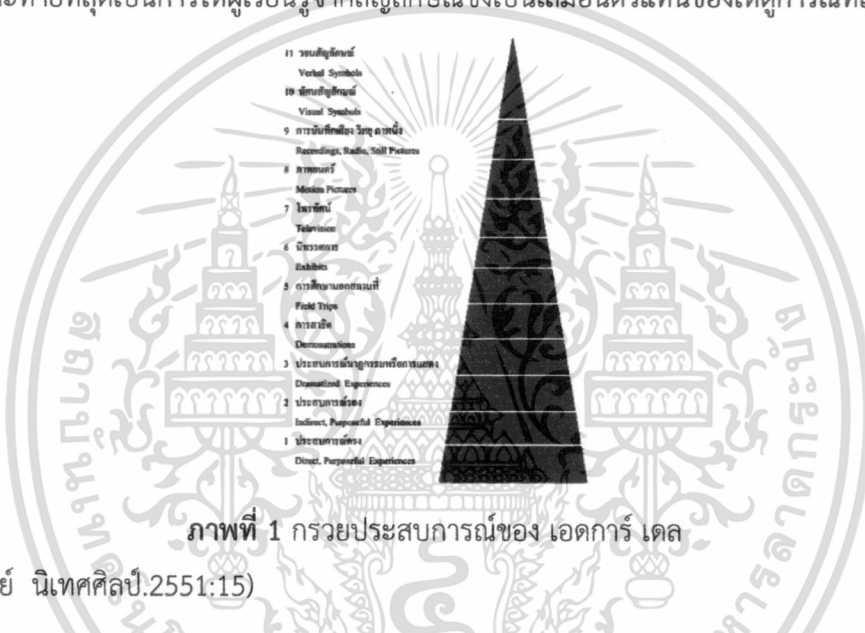 11 วจนสัญลักษณ์
Verbal Symbols
10 ทัศนสัญลักษณ์
Visual Symbols
9 การบันทึกเสียง วิทยุ ภาพนิ่ง
Recordings, Radio, Still Pictures
8 ภาพยนตร์
Motion Pictures
7 โทรทัศน์
Television
6 นิทรรศการ
Exhibits
5 การศึกษานอกสถานที่
Field Trips
4 การสาธิต
Demonstrations
3 ประสบการณ์นาฏกรรมหรือการแสดง
Dramatized Experiences
2 ประสบการณ์รอง
Indirect, Purposeful Experiences
1 ประสบการณ์ตรง
Direct, Purposeful Experiences
ภาพที่ 1 กรวยประสบการณ์ของ เอดการ์ เดล
นิเทศศิลป์.2551:15)